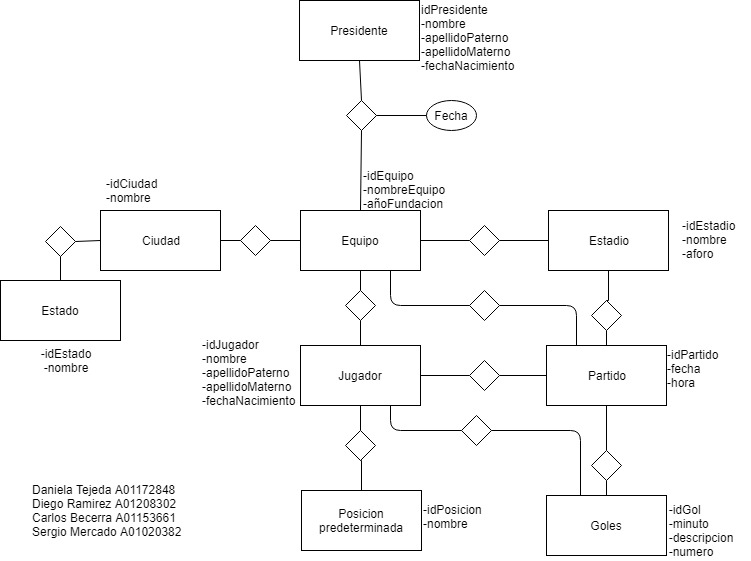 Presidente
idPresidente
-nombre
-apellidoPaterno
-apellidoMaterno
-fechaNacimiento
Fecha
-idEquipo
-nombreEquipo
-añoFundacion
-idCiudad
-nombre
Ciudad
Equipo
Estadio
-idEstadio
-nombre
-aforo
Estado
-idEstado
-nombre
-idJugador
-nombre
-apellidoPaterno
-apellidoMaterno
-fechaNacimiento
Jugador
Partido
-idPartido
-fecha
-hora
Daniela Tejeda A01172848
Diego Ramirez A01208302
Carlos Becerra A01153661
Sergio Mercado A01020382
Posicion
predeterminada
-idPosicion
-nombre
Goles
-idGol
-minuto
-descripcion
-numero